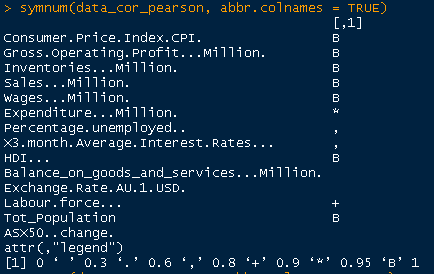 > symnum(data_cor_pearson, abbr.colnames = TRUE)
[,1]
Consumer.Price.Index.CPI. B
Gross.Operating.Profit...Million. B
Inventories...Million. B
Sales...Million. B
Wages...Million. B
Expenditure...Million. *
Percentage.unemployed.. ,
X3.month.Average.Interest.Rates... ,
HDI... B
Balance_on_goods_and_services...Million.
Exchange.Rate.AU.1.USD.
Labour.force... +
Tot_Population B
ASX50..change.
attr(,"legend")
[1] 0 ‘ ’ 0.3 ‘.’ 0.6 ‘,’ 0.8 ‘+’ 0.9 ‘*’ 0.95 ‘B’ 1